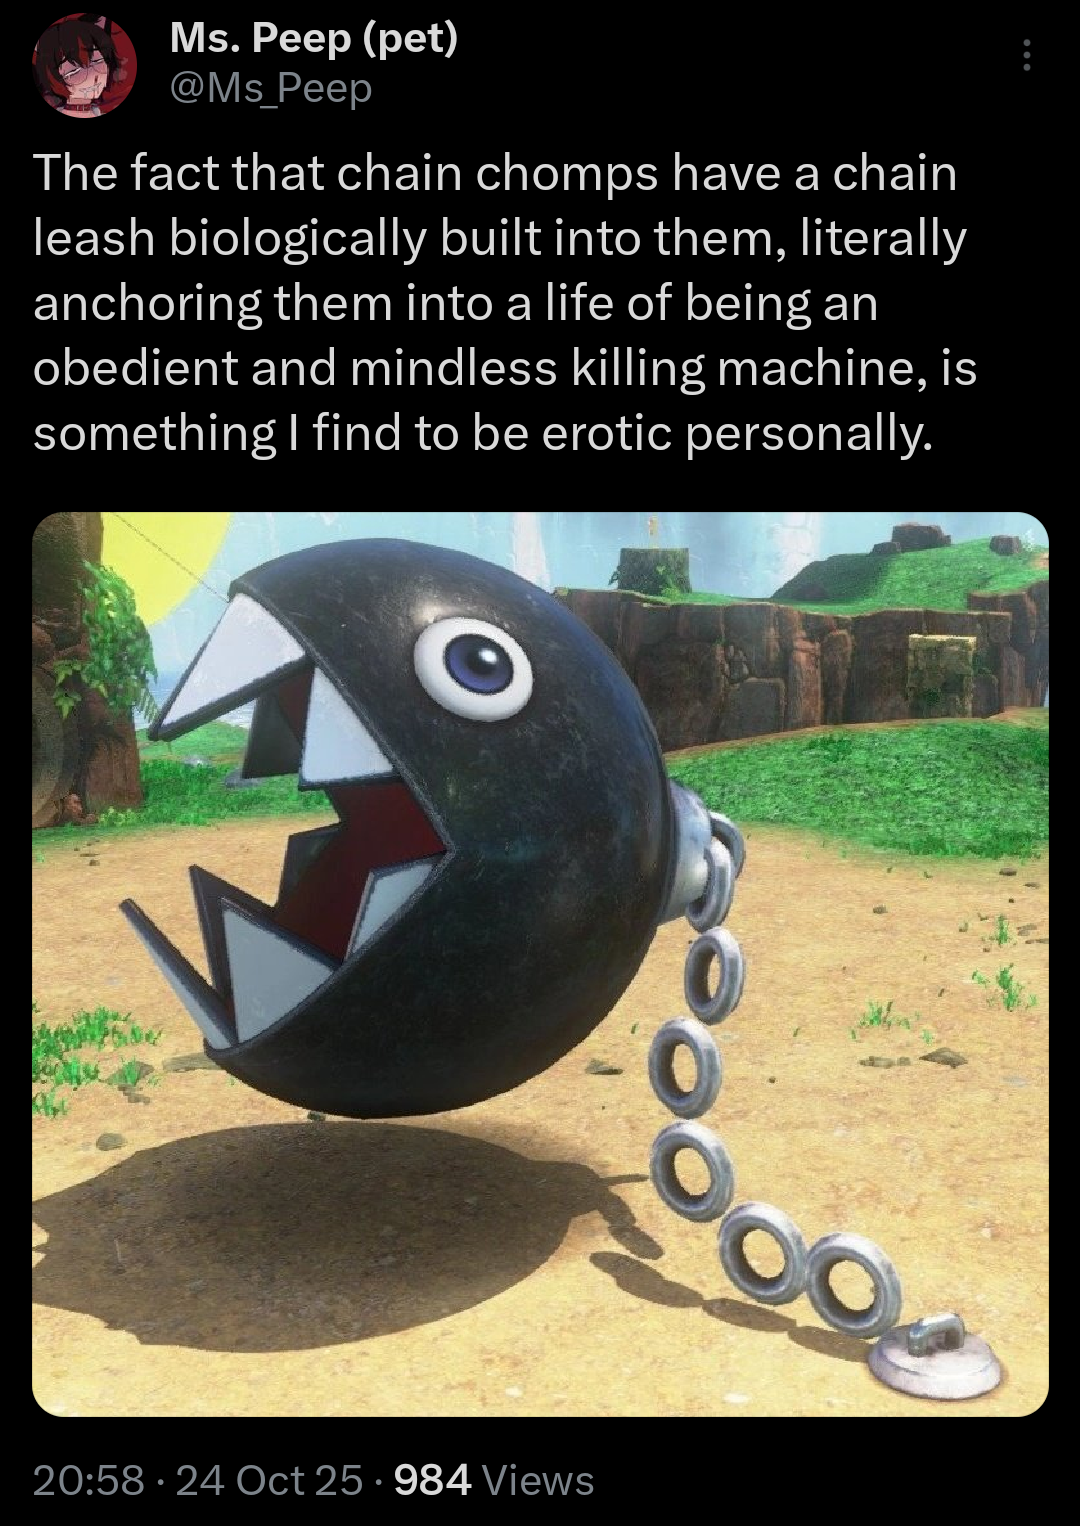 Ms. Peep (pet)
@Ms_Peep
The fact that chain chomps have a chain
leash biologically built into them, literally
anchoring them into a life of being an
obedient and mindless killing machine, is
something I find to be erotic personally.
20:58 · 24 Oct 25 · 984 Views